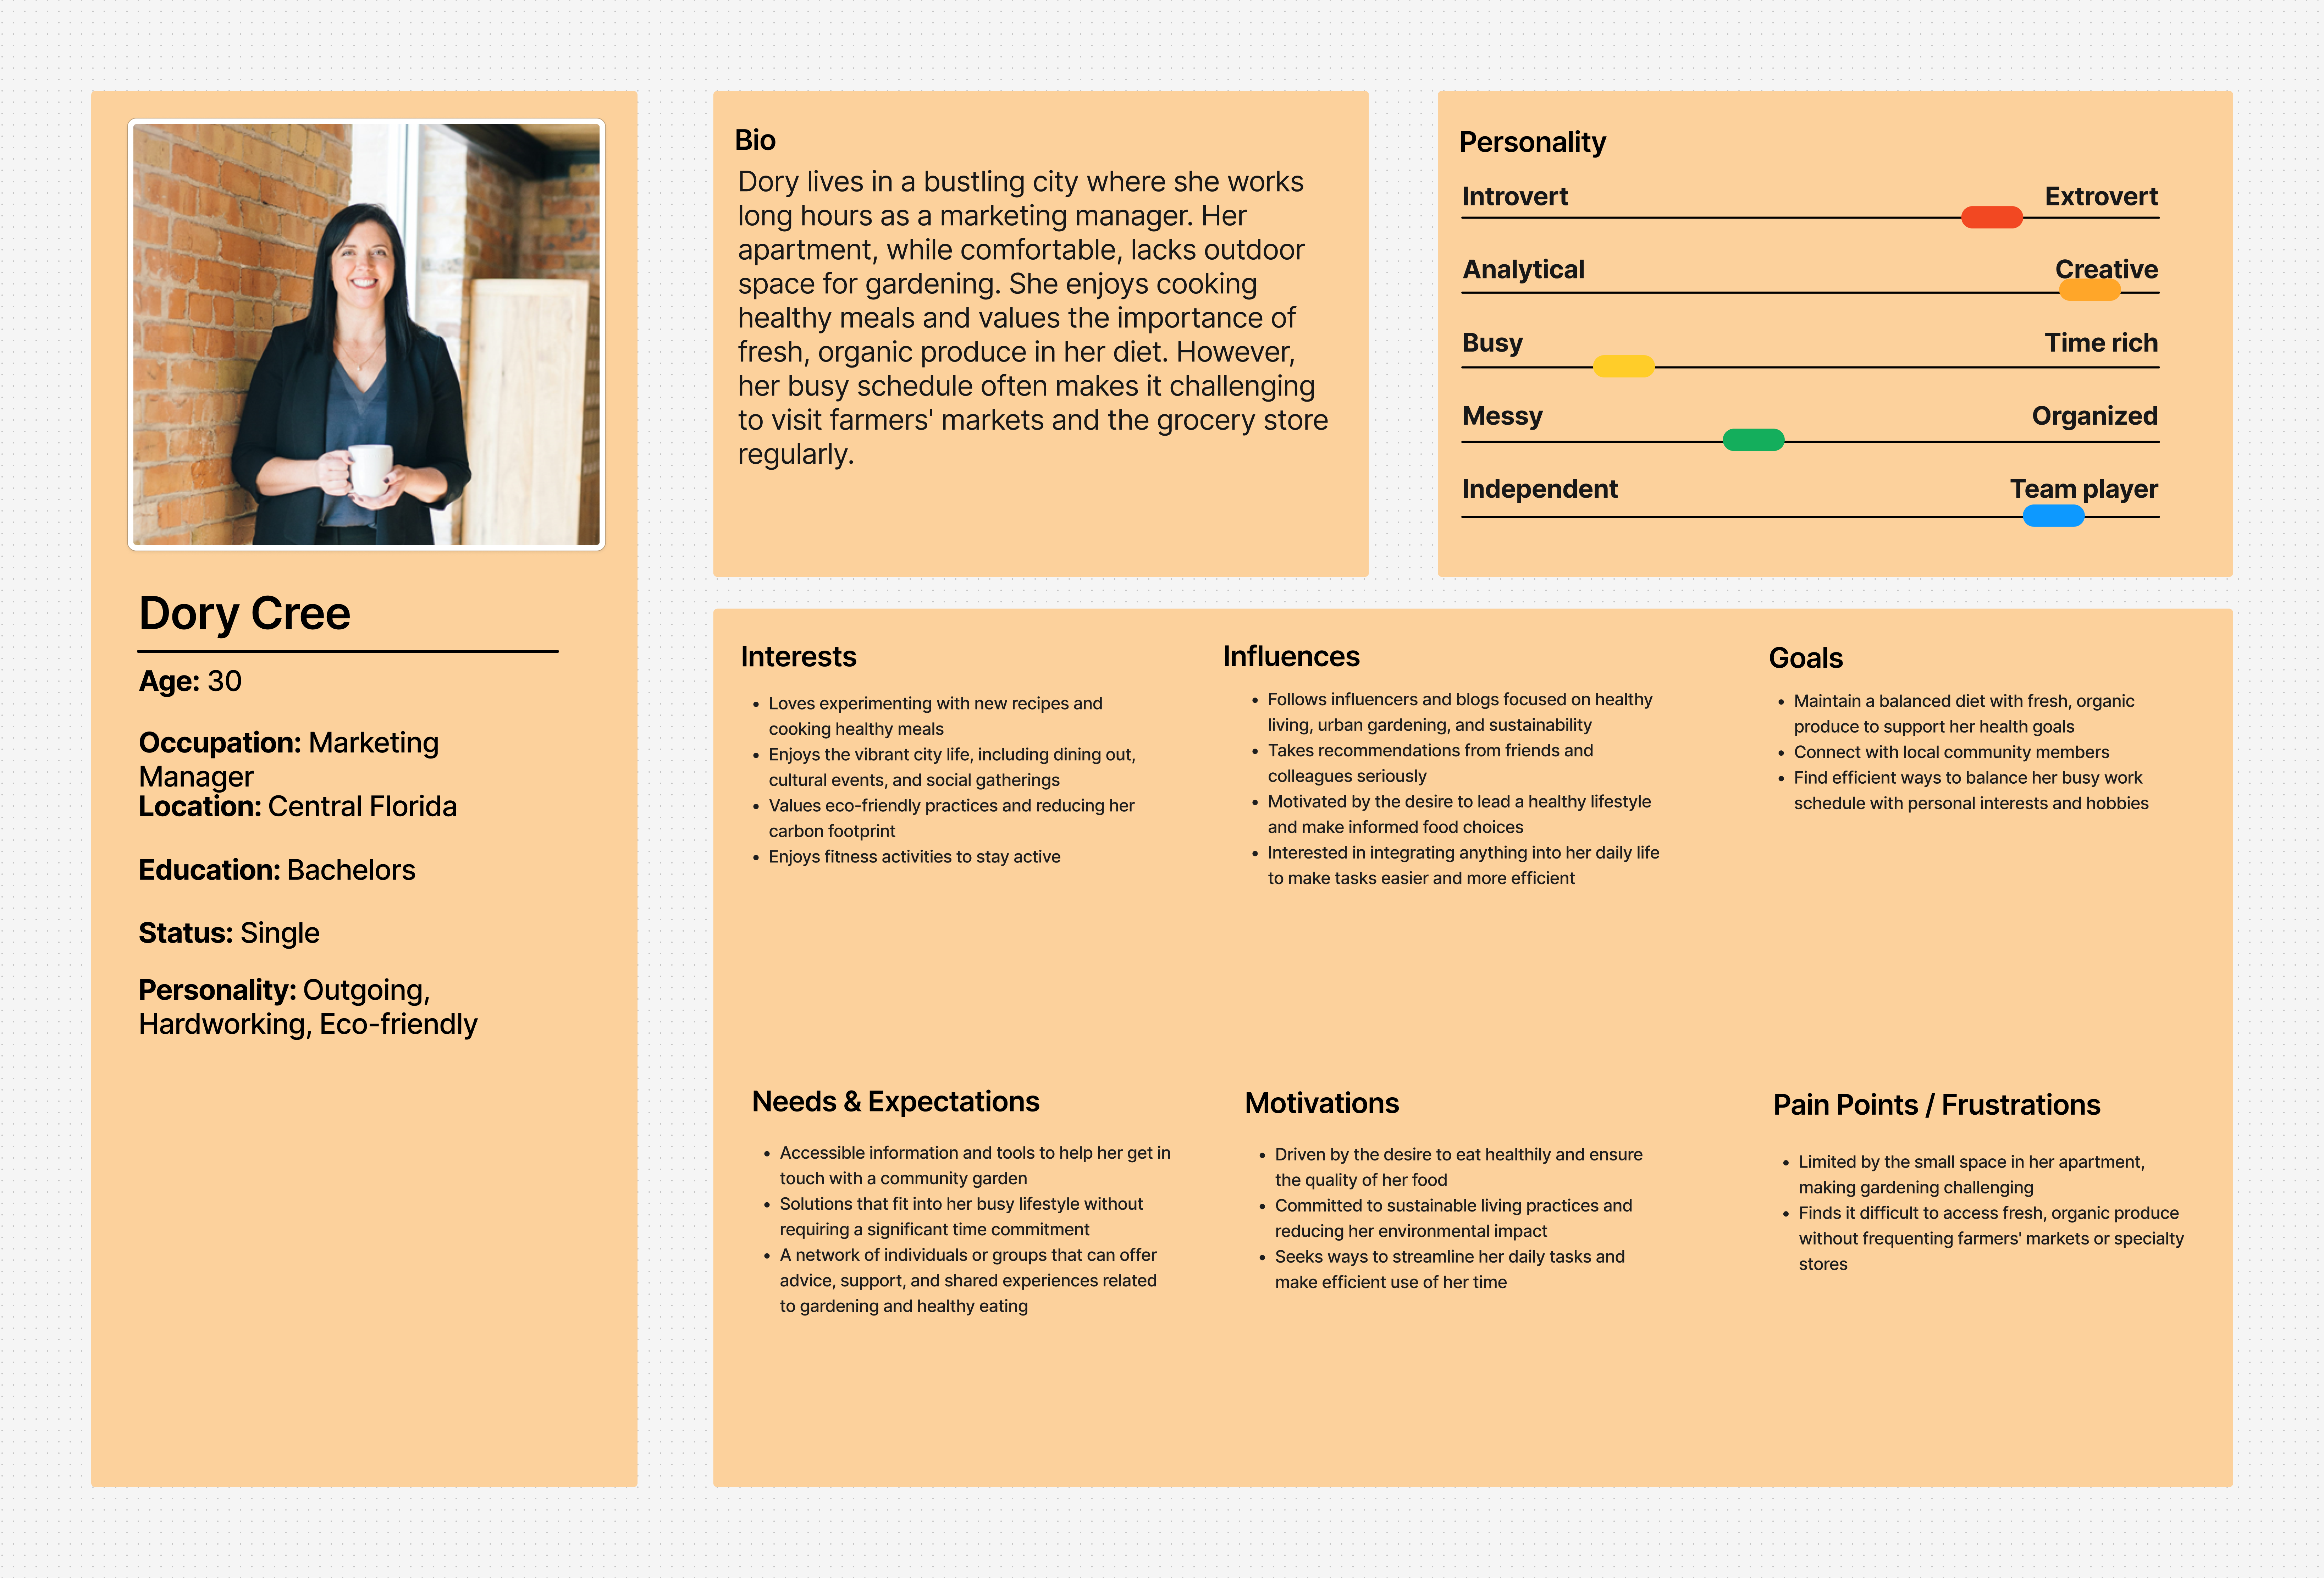 Dory Cree
Age: 30
Occupation: Marketing
Manager
Location: Central Florida
Education: Bachelors
Status: Single
Personality: Outgoing,
Hardworking, Eco-friendly
Bio
Dory lives in a bustling city where she works
long hours as a marketing manager. Her
apartment, while comfortable, lacks outdoor
space for gardening. She enjoys cooking
healthy meals and values the importance of
fresh, organic produce in her diet. However,
her busy schedule often makes it challenging
to visit farmers' markets and the grocery store
regularly.
Personality
Introvert Extrovert
Analytical Creative
Busy Time rich
Messy Organized
Independent Team player
Interests
• Loves experimenting with new recipes and
cooking healthy meals
• Enjoys the vibrant city life, including dining out,
cultural events, and social gatherings
• Values eco-friendly practices and reducing her
carbon footprint
• Enjoys fitness activities to stay active
Influences
• Follows influencers and blogs focused on healthy
living, urban gardening, and sustainability
• Takes recommendations from friends and
colleagues seriously
• Motivated by the desire to lead a healthy lifestyle
and make informed food choices
• Interested in integrating anything into her daily life
to make tasks easier and more efficient
Goals
• Maintain a balanced diet with fresh, organic
produce to support her health goals
• Connect with local community members
• Find efficient ways to balance her busy work
schedule with personal interests and hobbies
Needs & Expectations
• Accessible information and tools to help her get in
touch with a community garden
• Solutions that fit into her busy lifestyle without
requiring a significant time commitment
• A network of individuals or groups that can offer
advice, support, and shared experiences related
to gardening and healthy eating
Motivations
• Driven by the desire to eat healthily and ensure
the quality of her food
• Committed to sustainable living practices and
reducing her environmental impact
• Seeks ways to streamline her daily tasks and
make efficient use of her time
Pain Points / Frustrations
• Limited by the small space in her apartment,
making gardening challenging
• Finds it difficult to access fresh, organic produce
without frequenting farmers' markets or specialty
stores